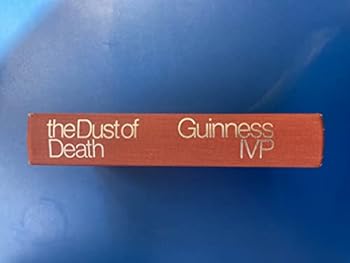 the Dust of
Death
Guinness
IVP